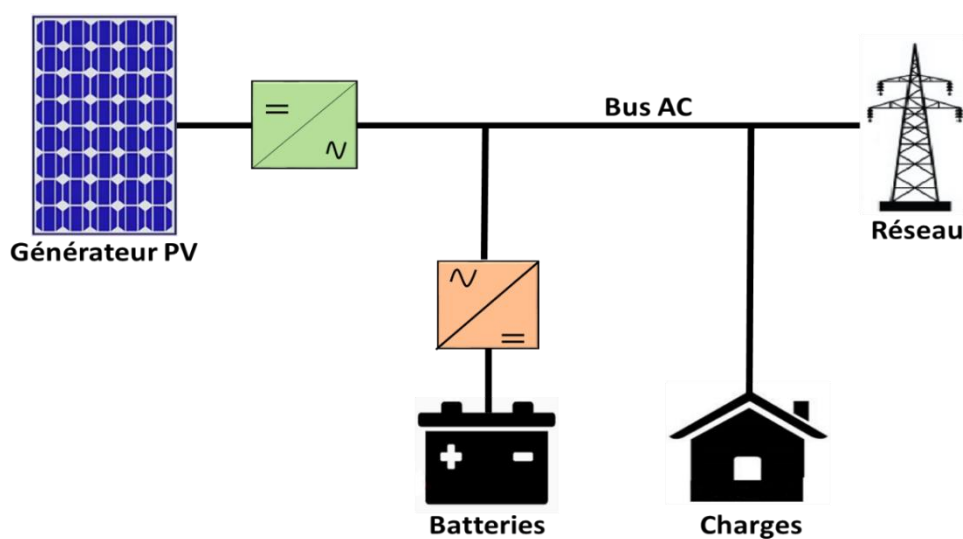 Bus AC
Réseau
Générateur PV
Batteries
Charges